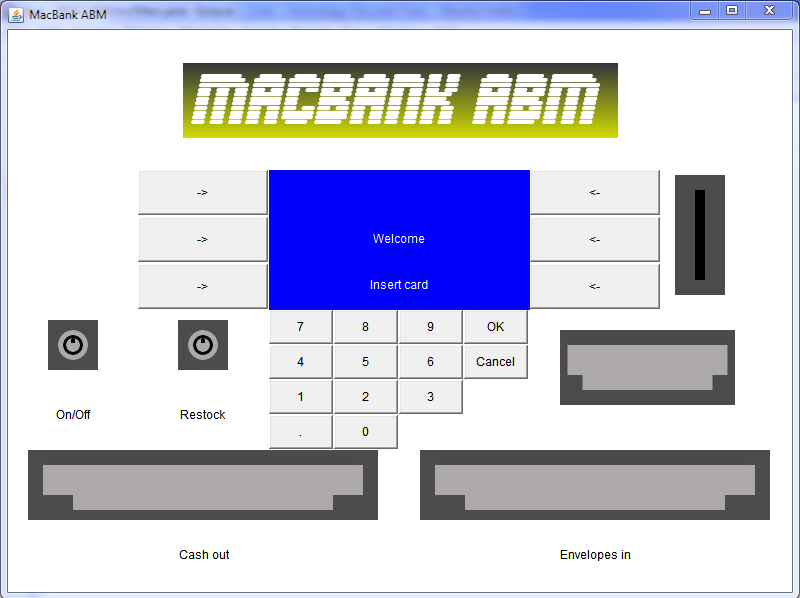 MacBank ABM
MACBANK ABM
-> <-
-> Welcome <-
-> Insert card <-
7 8 9 OK
4 5 6 Cancel
1 2 3
. 0
On/Off Restock
Cash out Envelopes in